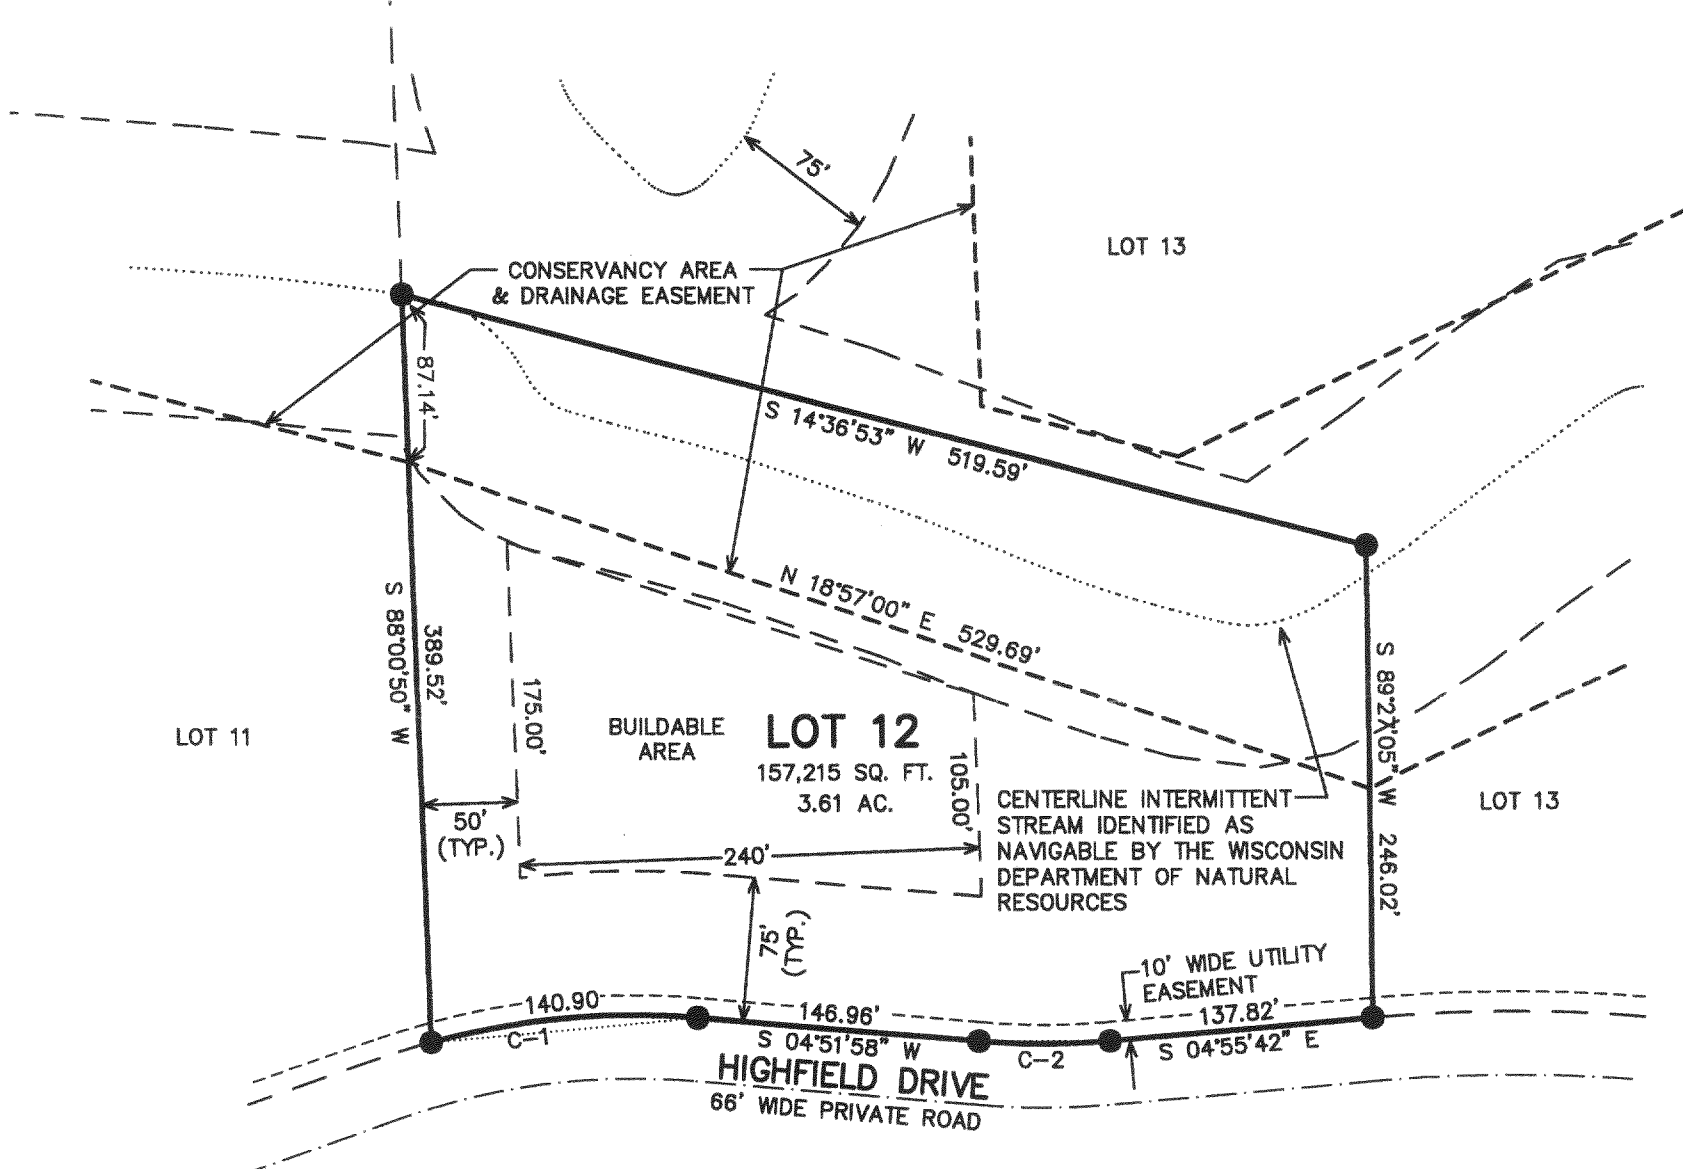 75'
LOT 13
CONSERVANCY AREA
& DRAINAGE EASEMENT
87.14'
S 14°36'53" W 519.59'
N 18°57'00" E 529.69'
S 88°00'50" W
389.52'
S 89°27'05" W 246.02'
LOT 11
175.00'
BUILDABLE
AREA
LOT 12
157,215 SQ. FT.
3.61 AC.
105.00'
LOT 13
50'
(TYP.)
240'
CENTERLINE INTERMITTENT
STREAM IDENTIFIED AS
NAVIGABLE BY THE WISCONSIN
DEPARTMENT OF NATURAL
RESOURCES
75'
(TYP.)
10' WIDE UTILITY
EASEMENT
140.90
146.96'
137.82'
C-1
S 04°51'58" W
C-2
S 04°55'42" E
HIGHFIELD DRIVE
66' WIDE PRIVATE ROAD